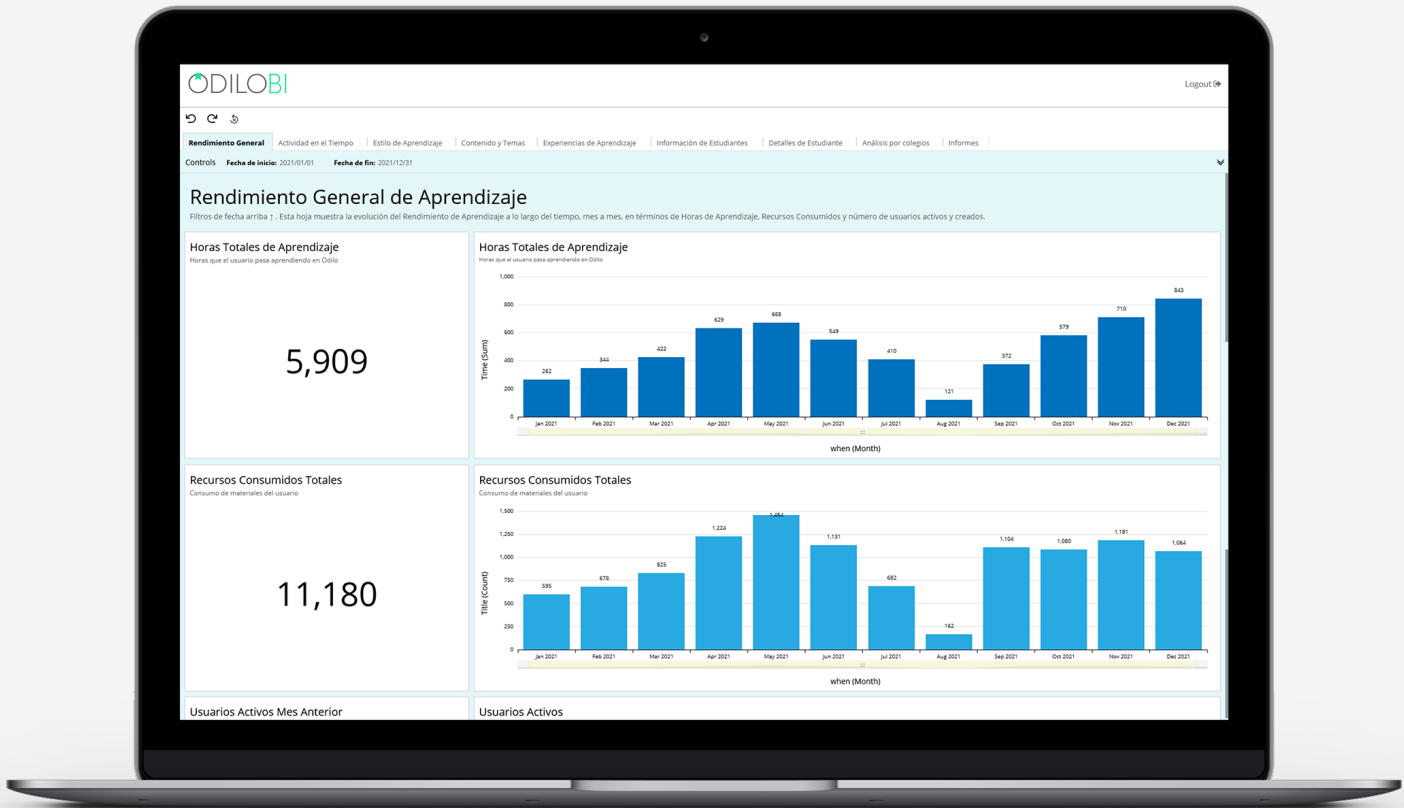 ODILOBI
Logout
Rendimiento General
Actividad en el Tiempo
Estilo de Aprendizaje
Contenido y Temas
Experiencias de Aprendizaje
Información de Estudiantes
Detalles de Estudiante
Análisis por colegios
Informes
Controls Fecha de inicio: 2021/01/01 Fecha de fin: 2021/12/31
Rendimiento General de Aprendizaje
Filtros de fecha arriba ↑ . Esta hoja muestra la evolución del Rendimiento de Aprendizaje a lo largo del tiempo, mes a mes, en términos de Horas de Aprendizaje, Recursos Consumidos y número de usuarios activos y creados.
Horas Totales de Aprendizaje
Horas que el usuario pasa aprendiendo en Odilo
5,909
Horas Totales de Aprendizaje
Horas que el usuario pasa aprendiendo en Odilo
Time (Sum)
1,000
800
600
400
200
0
262
344
422
629
668
549
410
121
372
579
710
843
Jan 2021
Feb 2021
Mar 2021
Apr 2021
May 2021
Jun 2021
Jul 2021
Aug 2021
Sep 2021
Oct 2021
Nov 2021
Dec 2021
when (Month)
Recursos Consumidos Totales
Consumo de materiales del usuario
11,180
Recursos Consumidos Totales
Consumo de materiales del usuario
Title (Count)
1,500
1,250
1,000
750
500
250
0
595
678
825
1,224
1,454
1,131
682
162
1,104
1,080
1,181
1,064
Jan 2021
Feb 2021
Mar 2021
Apr 2021
May 2021
Jun 2021
Jul 2021
Aug 2021
Sep 2021
Oct 2021
Nov 2021
Dec 2021
when (Month)
Usuarios Activos Mes Anterior
Usuarios Activos